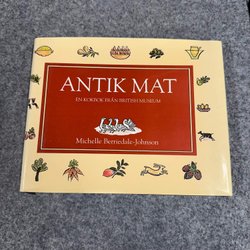 ANTIK MAT
EN KOKBOK FRÅN BRITISH MUSEUM
Michelle Berriedale-Johnson